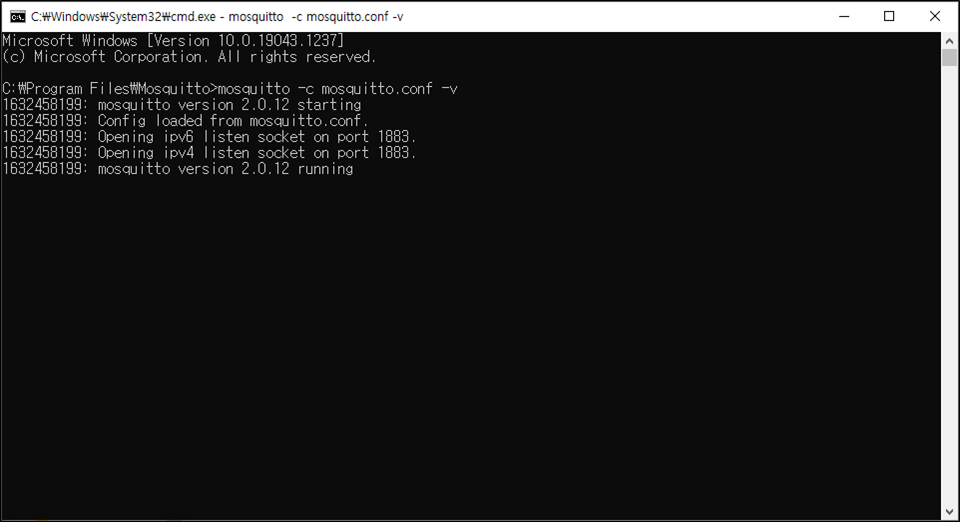 C:₩Windows₩System32₩cmd.exe - mosquitto  -c mosquitto.conf -v
Microsoft Windows [Version 10.0.19043.1237]
(c) Microsoft Corporation. All rights reserved.
C:₩Program Files₩Mosquitto>mosquitto -c mosquitto.conf -v
1632458199: mosquitto version 2.0.12 starting
1632458199: Config loaded from mosquitto.conf.
1632458199: Opening ipv6 listen socket on port 1883.
1632458199: Opening ipv4 listen socket on port 1883.
1632458199: mosquitto version 2.0.12 running